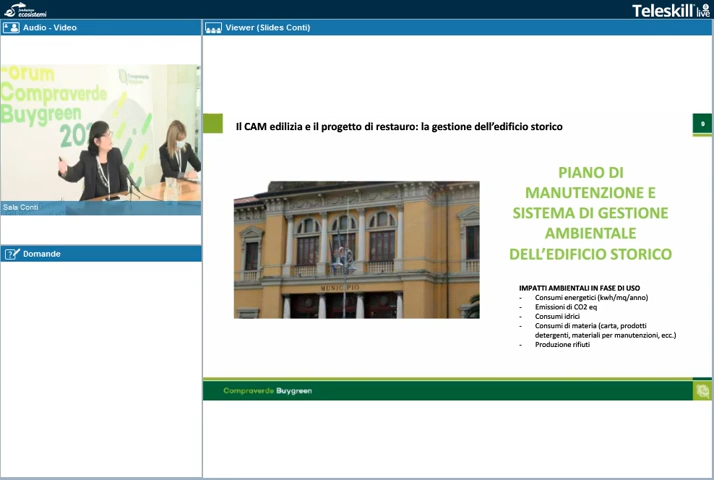 fondazione
ecosistemi
Teleskill live
Audio - Video
Viewer (Slides Conti)
Forum
Compraverde
Buygreen
Compraverde
Sala Conti
Domande
Il CAM edilizia e il progetto di restauro: la gestione dell'edificio storico
9
PIANO DI
MANUTENZIONE E
SISTEMA DI GESTIONE
AMBIENTALE
DELL'EDIFICIO STORICO
MUNICIPIO
IMPATTI AMBIENTALI IN FASE DI USO
- Consumi energetici (kwh/mq/anno)
- Emissioni di CO2 eq
- Consumi idrici
- Consumi di materia (carta, prodotti
detergenti, materiali per manutenzioni, ecc.)
- Produzione rifiuti
Compraverde Buygreen